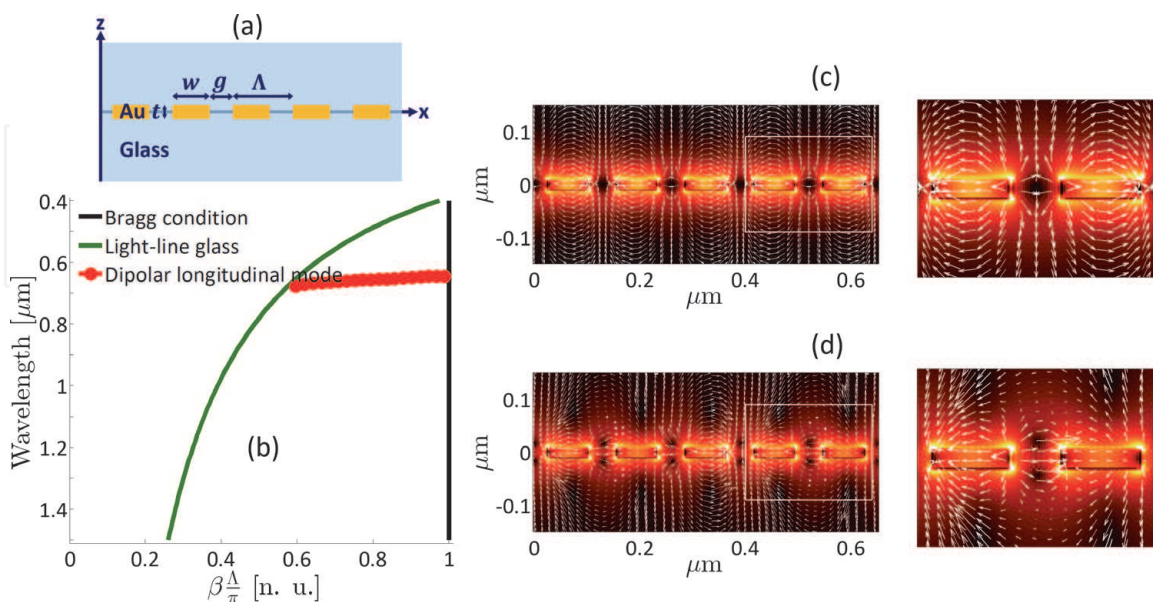 (a)
z
w
g
Λ
Au t
x
Glass
0.4
0.6
0.8
1
1.2
1.4
Wavelength [μm]
Bragg condition
Light-line glass
Dipolar longitudinal mode
(b)
0
0.2
0.4
0.6
0.8
1
β Λ/π [n. u.]
(c)
0.1
0
-0.1
μm
0
0.2
0.4
0.6
μm
(d)
0.1
0
-0.1
μm
0
0.2
0.4
0.6
μm